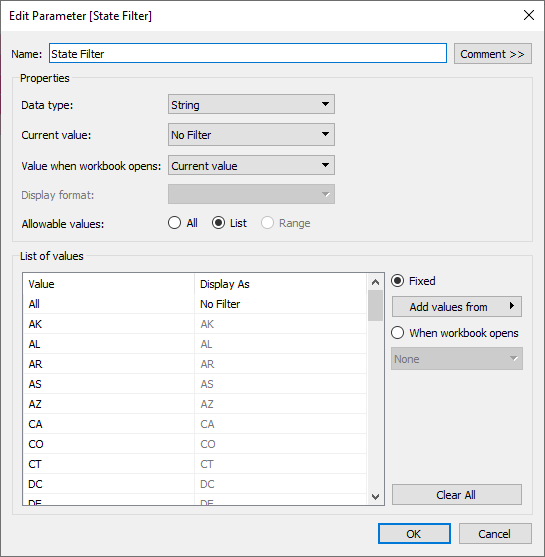 Edit Parameter [State Filter]
Name: State Filter Comment >>
Properties
Data type: String
Current value: No Filter
Value when workbook opens: Current value
Display format:
Allowable values: All List Range
List of values
Value Display As
All No Filter
AK AK
AL AL
AR AR
AS AS
AZ AZ
CA CA
CO CO
CT CT
DC DC
DE DE
Fixed
Add values from
When workbook opens
None
Clear All
OK Cancel